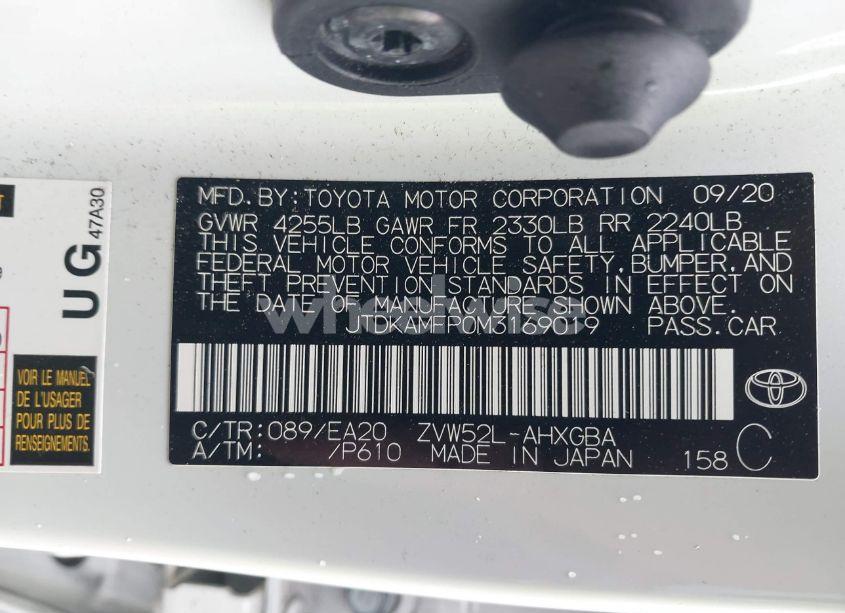 MFD.BY:TOYOTA MOTOR CORPORATION 09/20
GVWR 4255LB GAWR FR 2330LB RR 2240LB
THIS VEHICLE CONFORMS TO ALL APPLICABLE
FEDERAL MOTOR VEHICLE SAFETY,BUMPER,AND
THEFT PREVENTION STANDARDS IN EFFECT ON
THE DATE OF MANUFACTURE SHOWN ABOVE.
JTDKAMFP0M3169019 PASS.CAR
C/TR:089/EA20 ZVW52L-AHXGBA
A/TM: /P610 MADE IN JAPAN 158 C
UG
47A30
VOIR LE MANUEL
DE L'USAGER
POUR PLUS DE
RENSEIGNEMENTS.